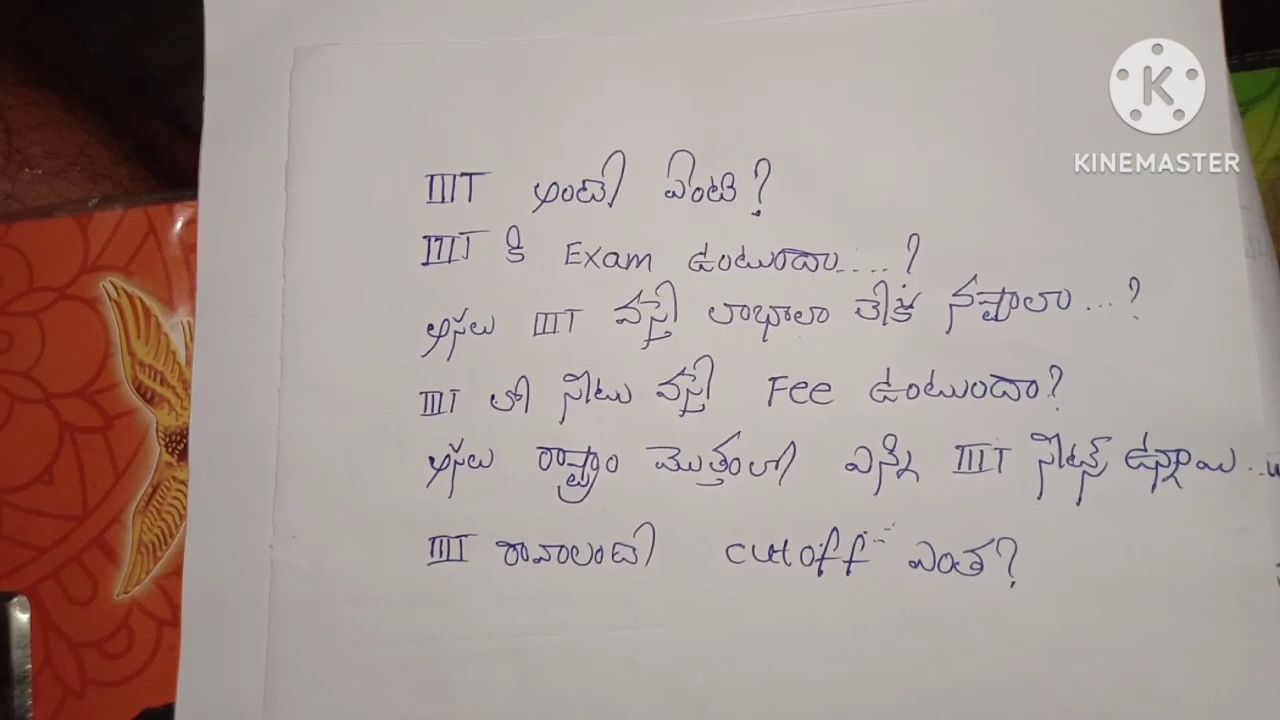 KINEMASTER
IIIT అంటే ఏంటి?
IIIT కి Exam ఉంటుందా....?
అసలు IIIT వస్తే లాభాలా లేక నష్టాలా...?
IIIT లో సీటు వస్తే Fee ఉంటుందా?
అసలు రాష్ట్రం మొత్తంలో ఎన్ని IIIT సీట్స్ ఉన్నాయి..
IIIT రావాలంటే cutoff ఎంత?